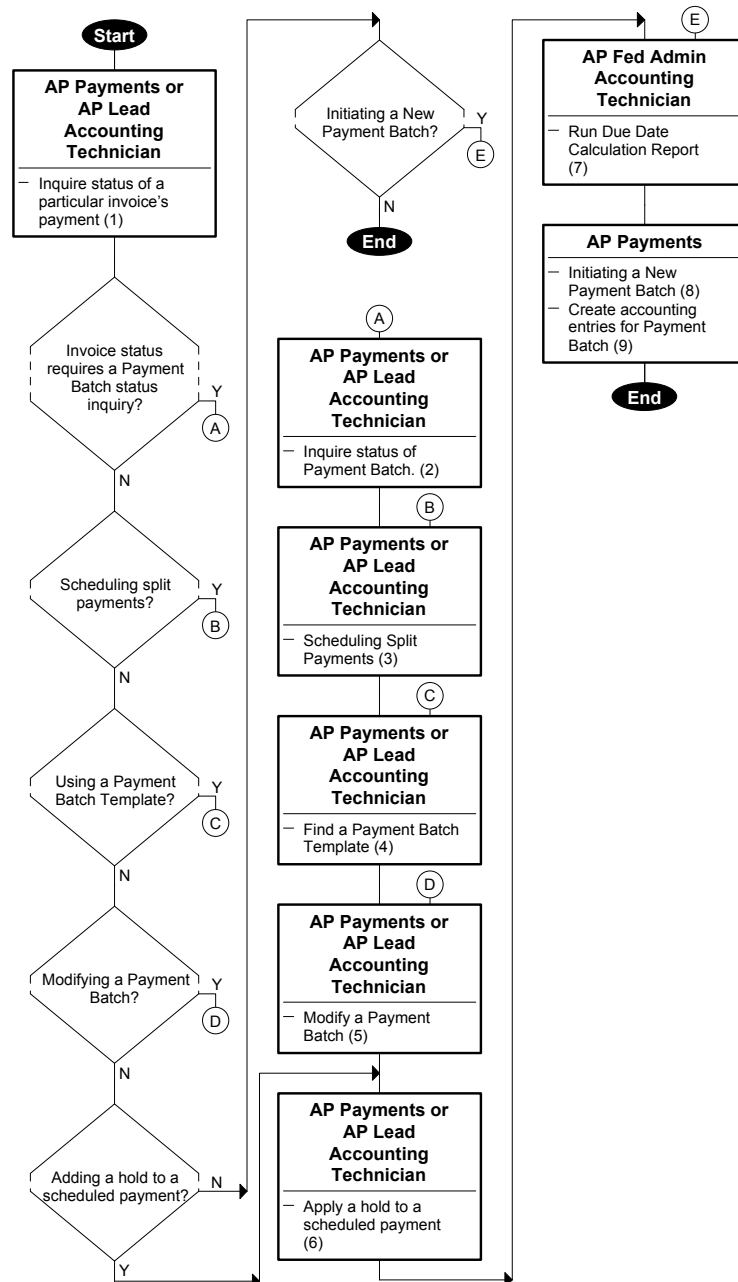 Start
AP Payments or
AP Lead
Accounting
Technician
– Inquire status of a
particular invoice's
payment (1)
Invoice status
requires a Payment
Batch status
inquiry?
Y
A
N
Scheduling split
payments?
Y
B
N
Using a Payment
Batch Template?
Y
C
N
Modifying a Payment
Batch?
Y
D
N
Adding a hold to a
scheduled payment?
N
Y
Initiating a New
Payment Batch?
Y
E
N
End
A
AP Payments or
AP Lead
Accounting
Technician
– Inquire status of
Payment Batch. (2)
B
AP Payments or
AP Lead
Accounting
Technician
– Scheduling Split
Payments (3)
C
AP Payments or
AP Lead
Accounting
Technician
– Find a Payment Batch
Template (4)
D
AP Payments or
AP Lead
Accounting
Technician
– Modify a Payment
Batch (5)
AP Payments or
AP Lead
Accounting
Technician
– Apply a hold to a
scheduled payment
(6)
E
AP Fed Admin
Accounting
Technician
– Run Due Date
Calculation Report
(7)
AP Payments
– Initiating a New
Payment Batch (8)
– Create accounting
entries for Payment
Batch (9)
End